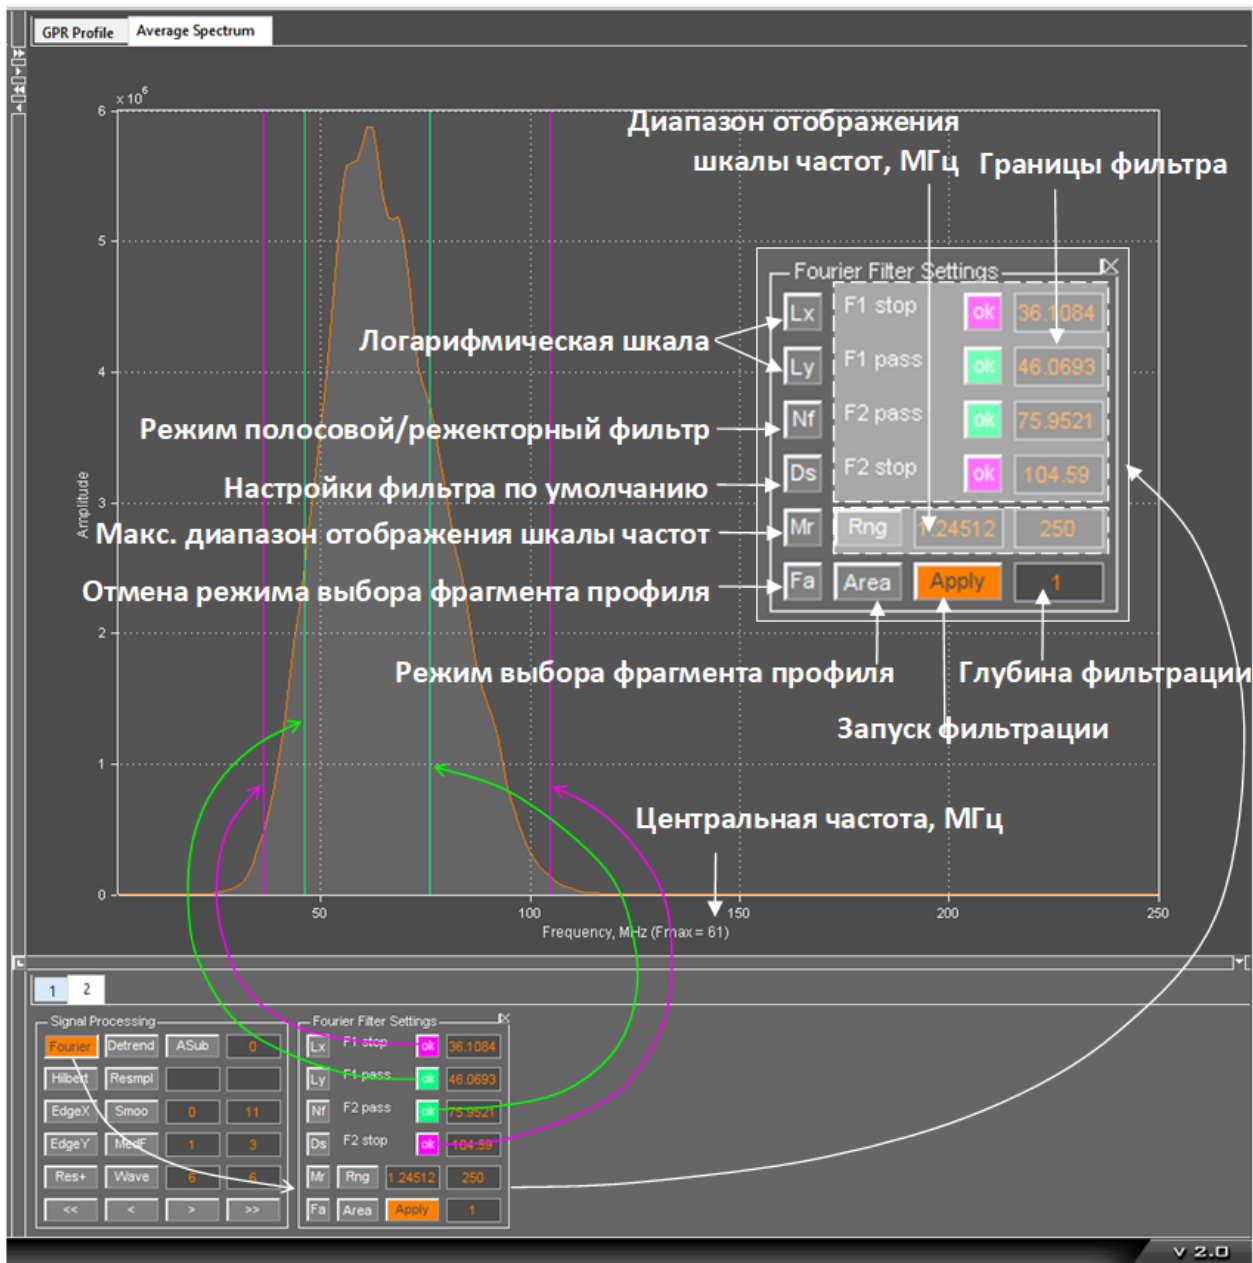 GPR Profile
Average Spectrum
x 10^6
6
5
4
3
2
1
0
Amplitude
50
100
150
200
250
Frequency, MHz (Fmax = 61)
Диапазон отображения
шкалы частот, МГц
Границы фильтра
Логарифмическая шкала
Режим полосовой/режекторный фильтр
Настройки фильтра по умолчанию
Макс. диапазон отображения шкалы частот
Отмена режима выбора фрагмента профиля
Режим выбора фрагмента профиля
Глубина фильтрации
Запуск фильтрации
Центральная частота, МГц
Fourier Filter Settings
Lx F1 stop ok 36.1084
Ly F1 pass ok 46.0693
Nf F2 pass ok 75.9521
Ds F2 stop ok 104.59
Mr Rng 1.24512 250
Fa Area Apply 1
1 2
Signal Processing
Fourier Detrend ASub 0
Hilbert Resmpl
EdgeX Smoo 0 11
EdgeY MedF 1 3
Res+ Wave 6 6
<< < > >>
Fourier Filter Settings
Lx F1 stop ok 36.1084
Ly F1 pass ok 46.0693
Nf F2 pass ok 75.9521
Ds F2 stop ok 104.59
Mr Rng 1.24512 250
Fa Area Apply 1
v 2.0